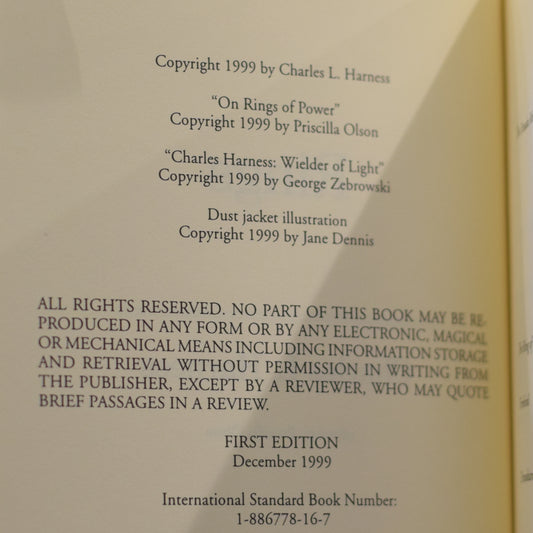 Copyright 1999 by Charles L. Harness
“On Rings of Power”
Copyright 1999 by Priscilla Olson
“Charles Harness: Wielder of Light”
Copyright 1999 by George Zebrowski
Dust jacket illustration
Copyright 1999 by Jane Dennis
ALL RIGHTS RESERVED. NO PART OF THIS BOOK MAY BE RE-
PRODUCED IN ANY FORM OR BY ANY ELECTRONIC, MAGICAL
OR MECHANICAL MEANS INCLUDING INFORMATION STORAGE
AND RETRIEVAL WITHOUT PERMISSION IN WRITING FROM
THE PUBLISHER, EXCEPT BY A REVIEWER, WHO MAY QUOTE
BRIEF PASSAGES IN A REVIEW.
FIRST EDITION
December 1999
International Standard Book Number:
1-886778-16-7